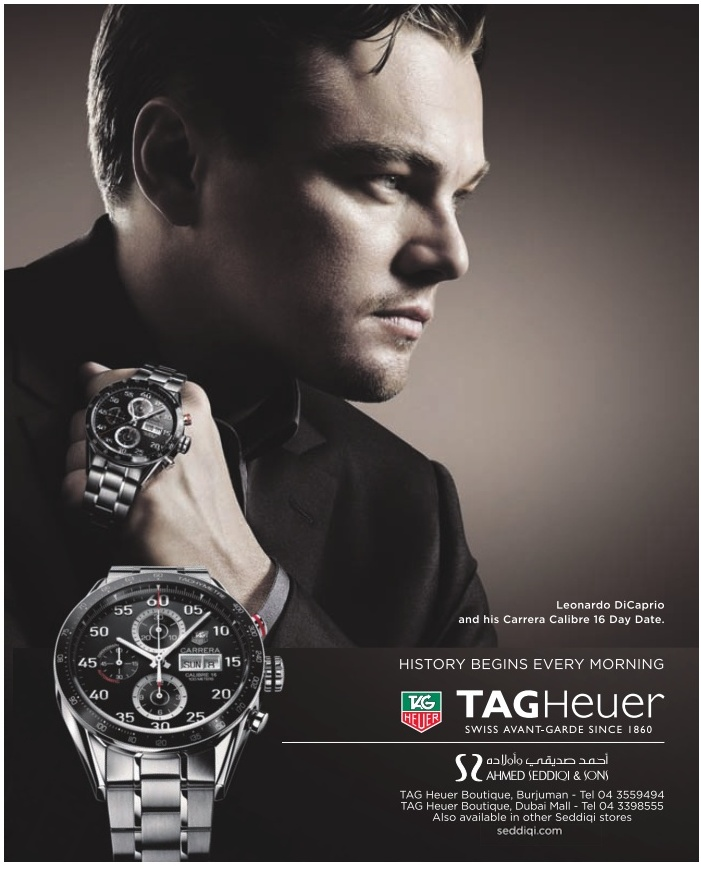 Leonardo DiCaprio
and his Carrera Calibre 16 Day Date.
HISTORY BEGINS EVERY MORNING
TAG
HEUER
TAGHeuer
SWISS AVANT-GARDE SINCE 1860
أحمد صديقي وأولاده
AHMED SEDDIQI & SONS
TAG Heuer Boutique, Burjuman - Tel 04 3559494
TAG Heuer Boutique, Dubai Mall - Tel 04 3398555
Also available in other Seddiqi stores
seddiqi.com
TACHYMETRE
60
05
10
15
20
25
30
35
40
45
50
55
CARRERA
CALIBRE 16